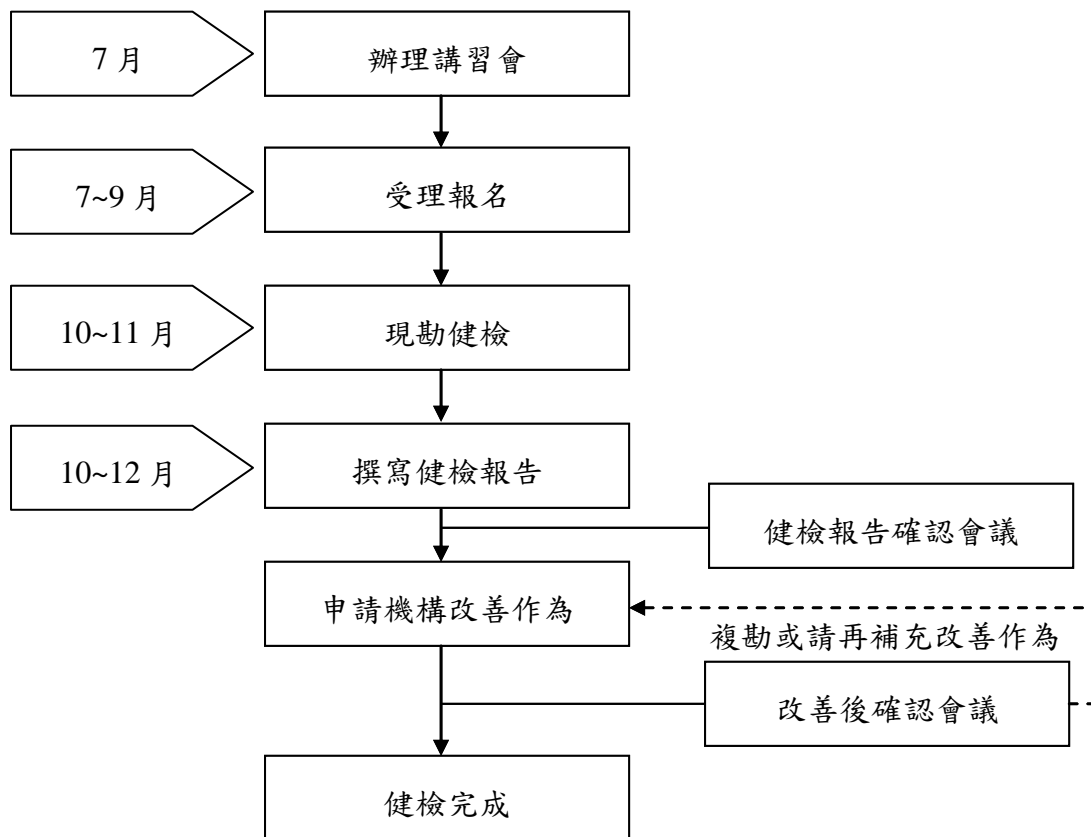 7 月
辦理講習會
7~9 月
受理報名
10~11 月
現勘健檢
10~12 月
撰寫健檢報告
健檢報告確認會議
申請機構改善作為
複勘或請再補充改善作為
改善後確認會議
健檢完成